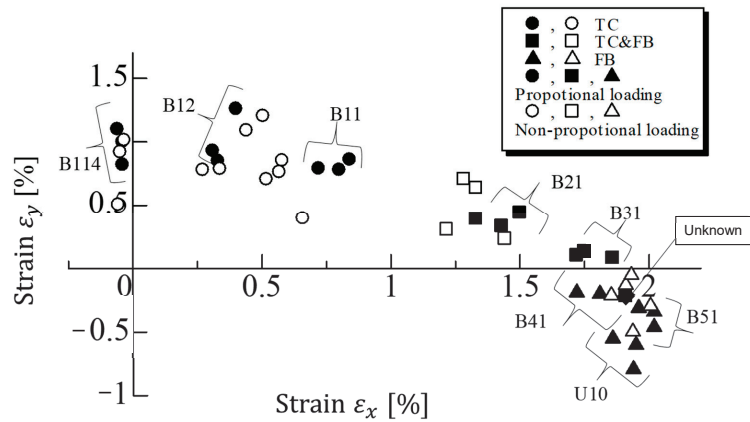 TC
TC&FB
FB
Propotional loading
Non-propotional loading
1.5
B12
B11
B114
0.5
B21
B31
Unknown
Strain εy [%]
0
0.5
1
1.5
2
B41
B51
−0.5
U10
−1
Strain εx [%]